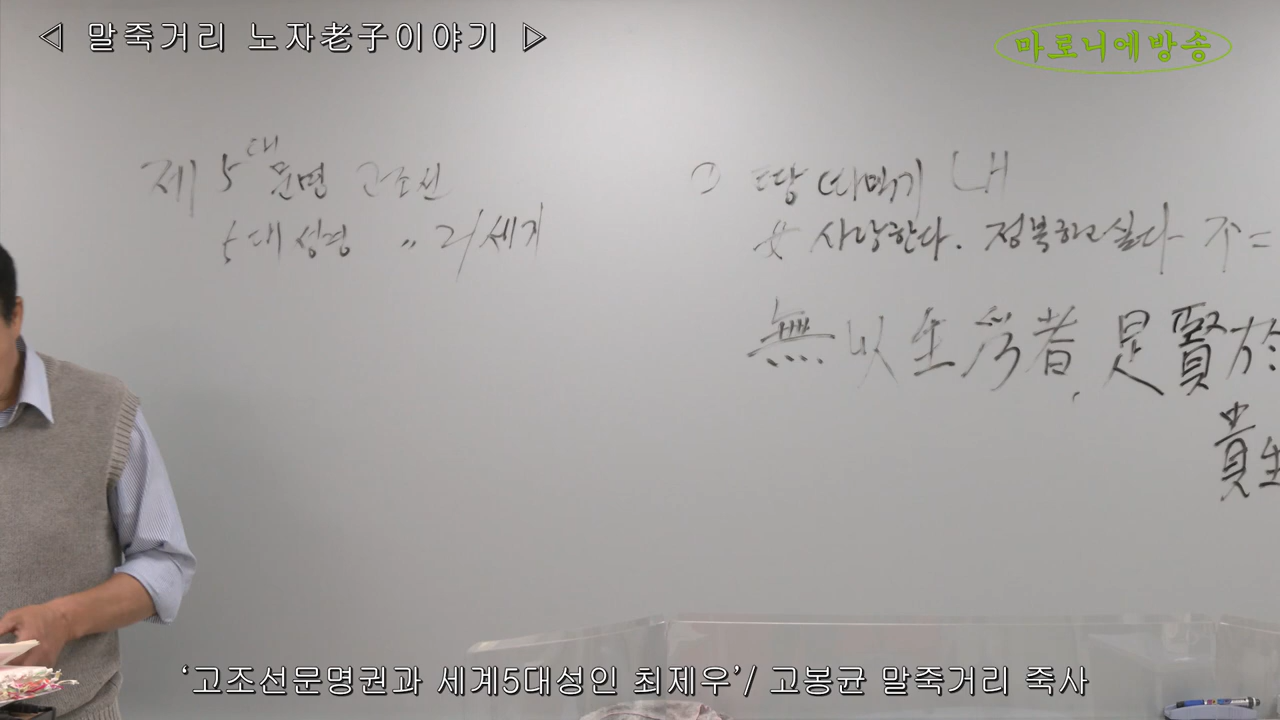 ◁ 말죽거리 노자老子이야기 ▷
마로니에방송
제 5대 문명 고조선
5대 성경 〃 21세기
① 땅 따먹기 내
女 사랑한다. 정복하고싶다 不=
無以生爲者, 是賢於
貴生
‘고조선문명권과 세계5대성인 최제우’/ 고봉균 말죽거리 죽사